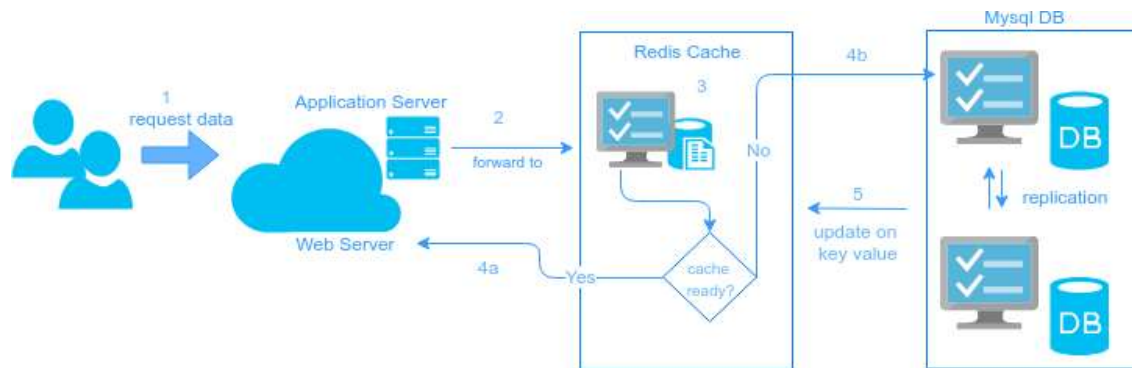 Mysql DB
Redis Cache
4b
1
request data
Application Server
2
forward to
3
No
DB
5
update on
key value
replication
Web Server
4a
Yes
cache
ready?
DB